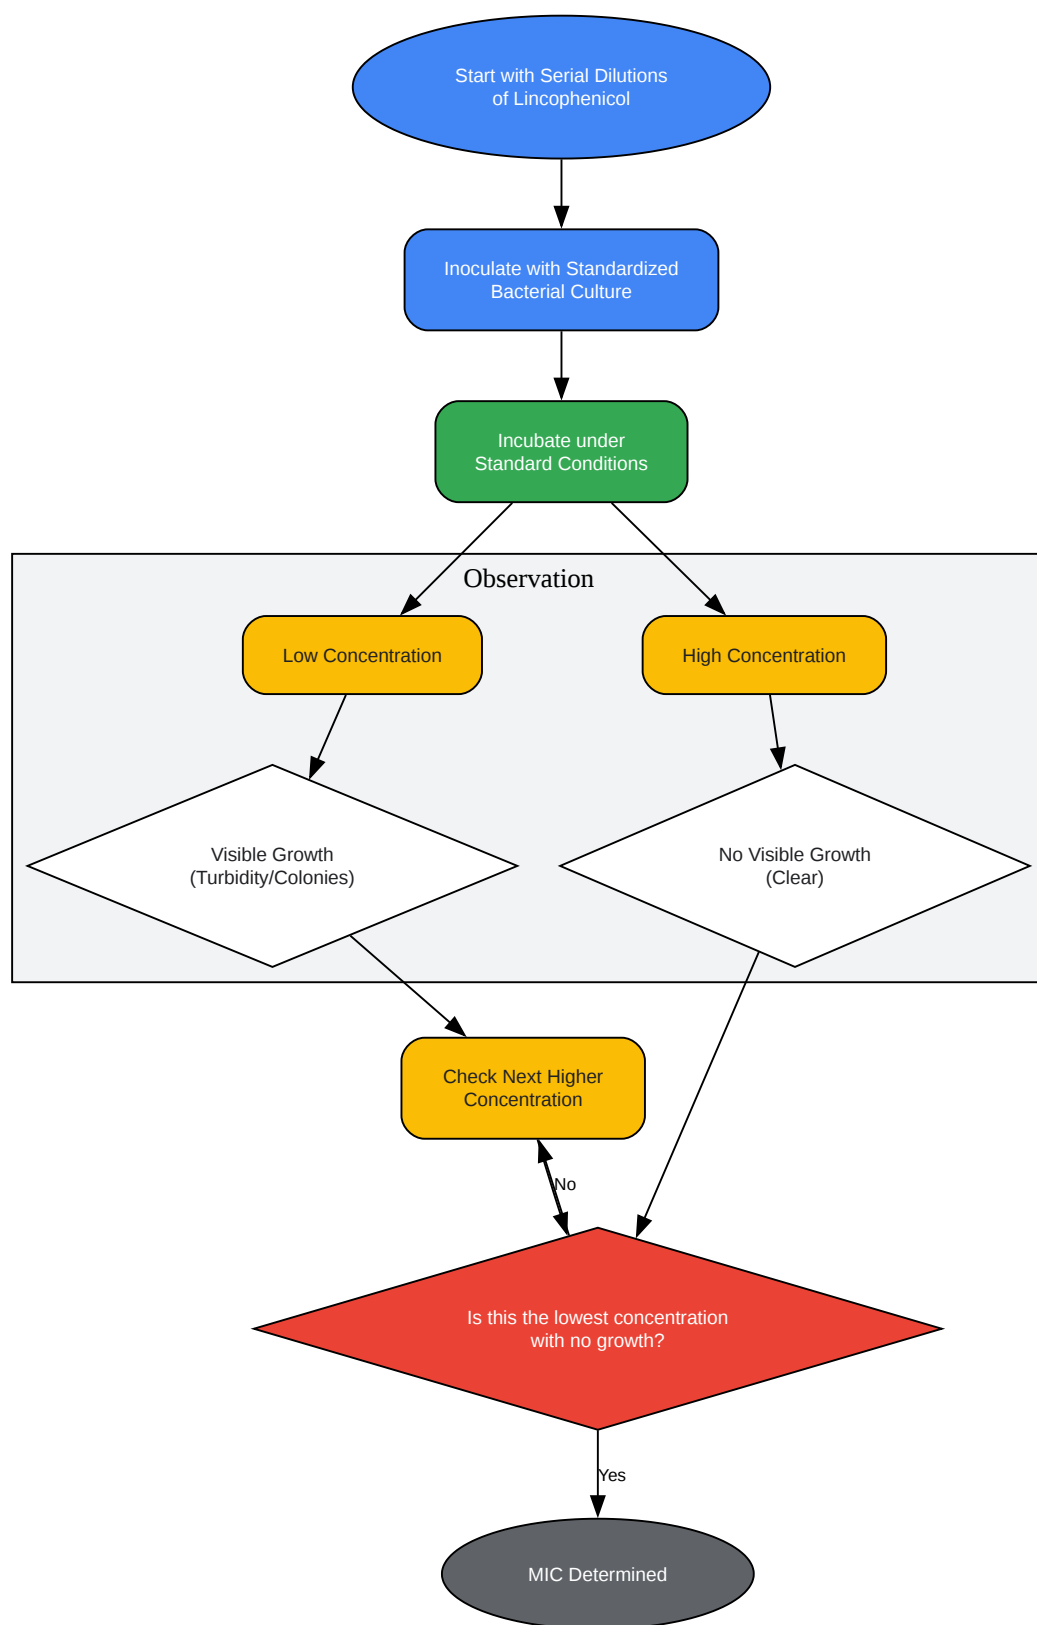 Start with Serial Dilutions
of Lincophenicol
Inoculate with Standardized
Bacterial Culture
Incubate under
Standard Conditions
Observation
Low Concentration
High Concentration
Visible Growth
(Turbidity/Colonies)
No Visible Growth
(Clear)
Check Next Higher
Concentration
No
Is this the lowest concentration
with no growth?
Yes
MIC Determined